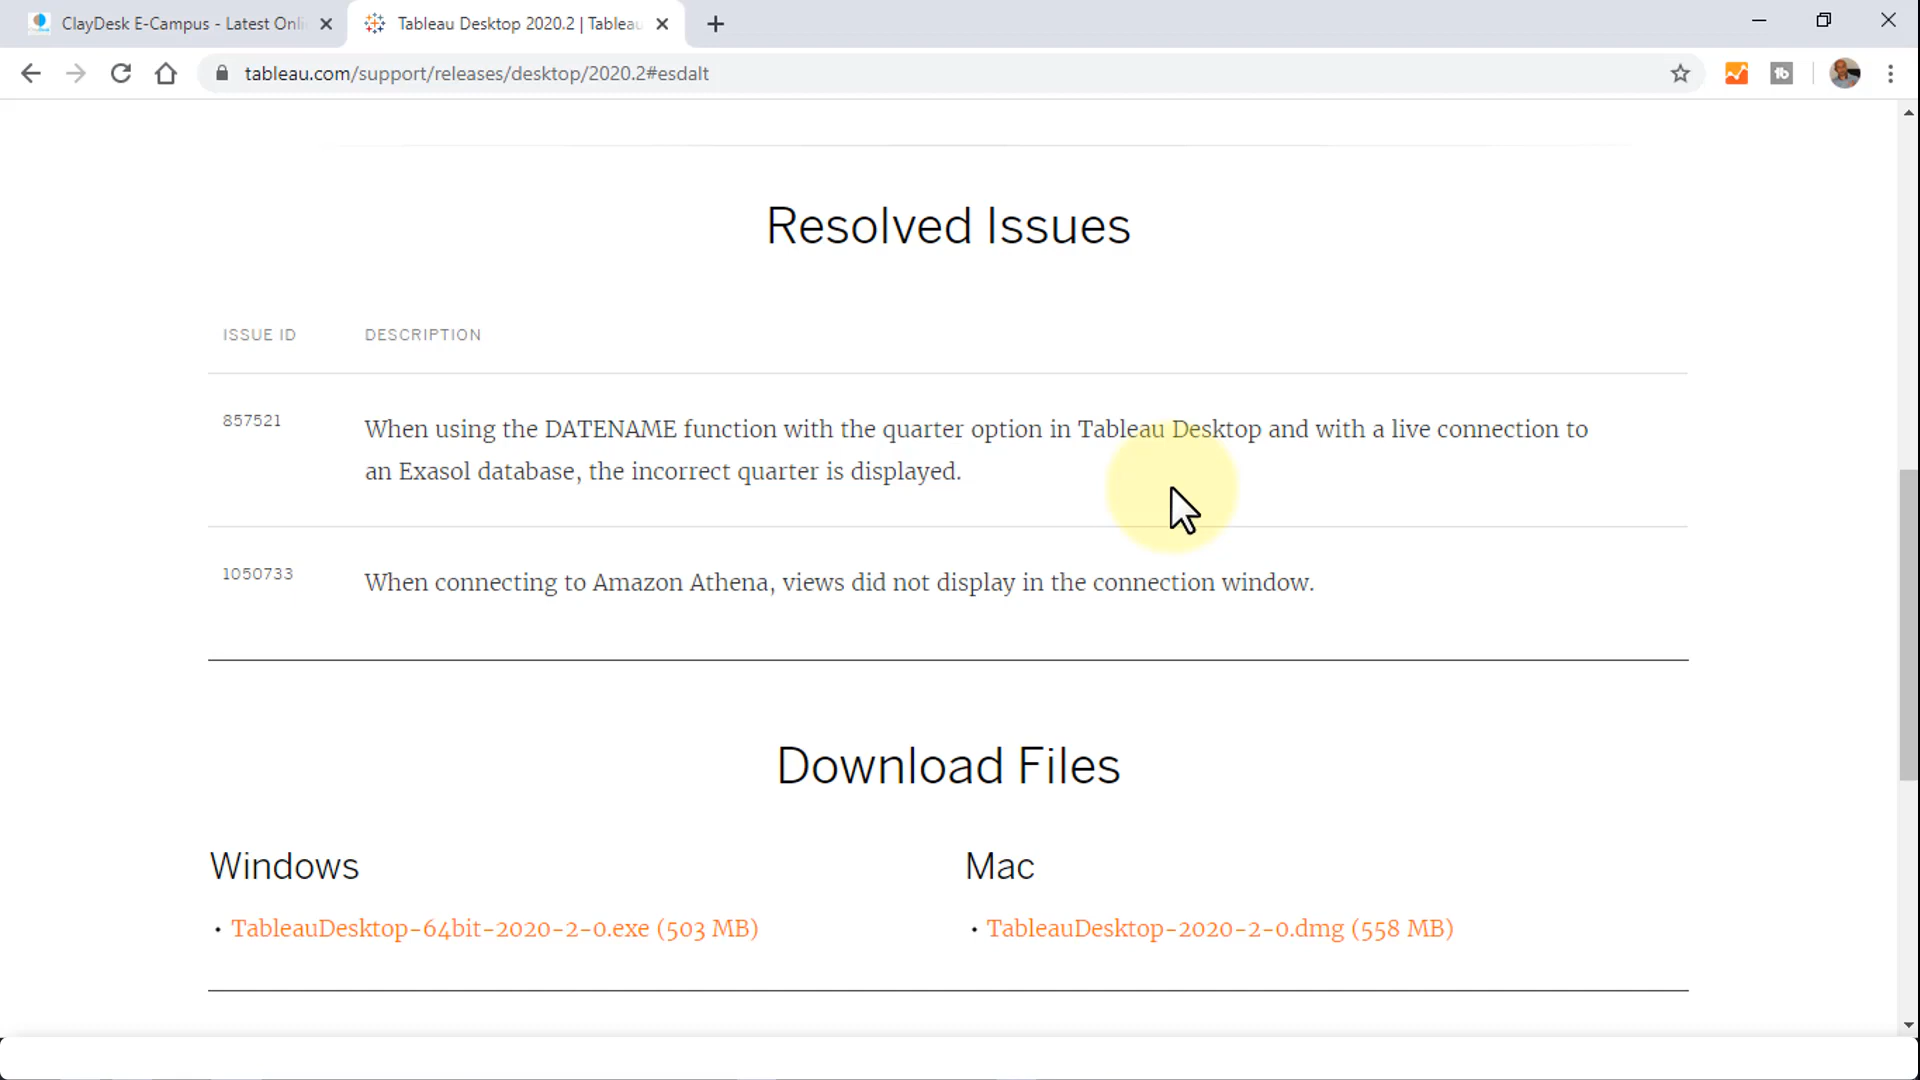 ClayDesk E-Campus - Latest Onli
Tableau Desktop 2020.2 | Tableau
tableau.com/support/releases/desktop/2020.2#esdalt
Resolved Issues
ISSUE ID DESCRIPTION
857521 When using the DATENAME function with the quarter option in Tableau Desktop and with a live connection to
an Exasol database, the incorrect quarter is displayed.
1050733 When connecting to Amazon Athena, views did not display in the connection window.
Download Files
Windows
• TableauDesktop-64bit-2020-2-0.exe (503 MB)
Mac
• TableauDesktop-2020-2-0.dmg (558 MB)